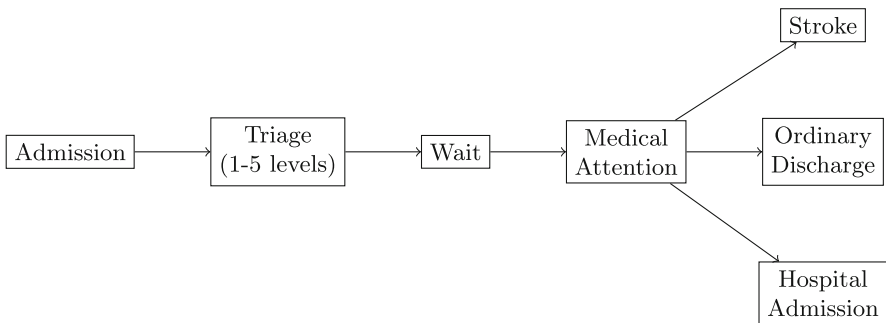 Stroke
Admission
Triage
(1-5 levels)
Wait
Medical
Attention
Ordinary
Discharge
Hospital
Admission